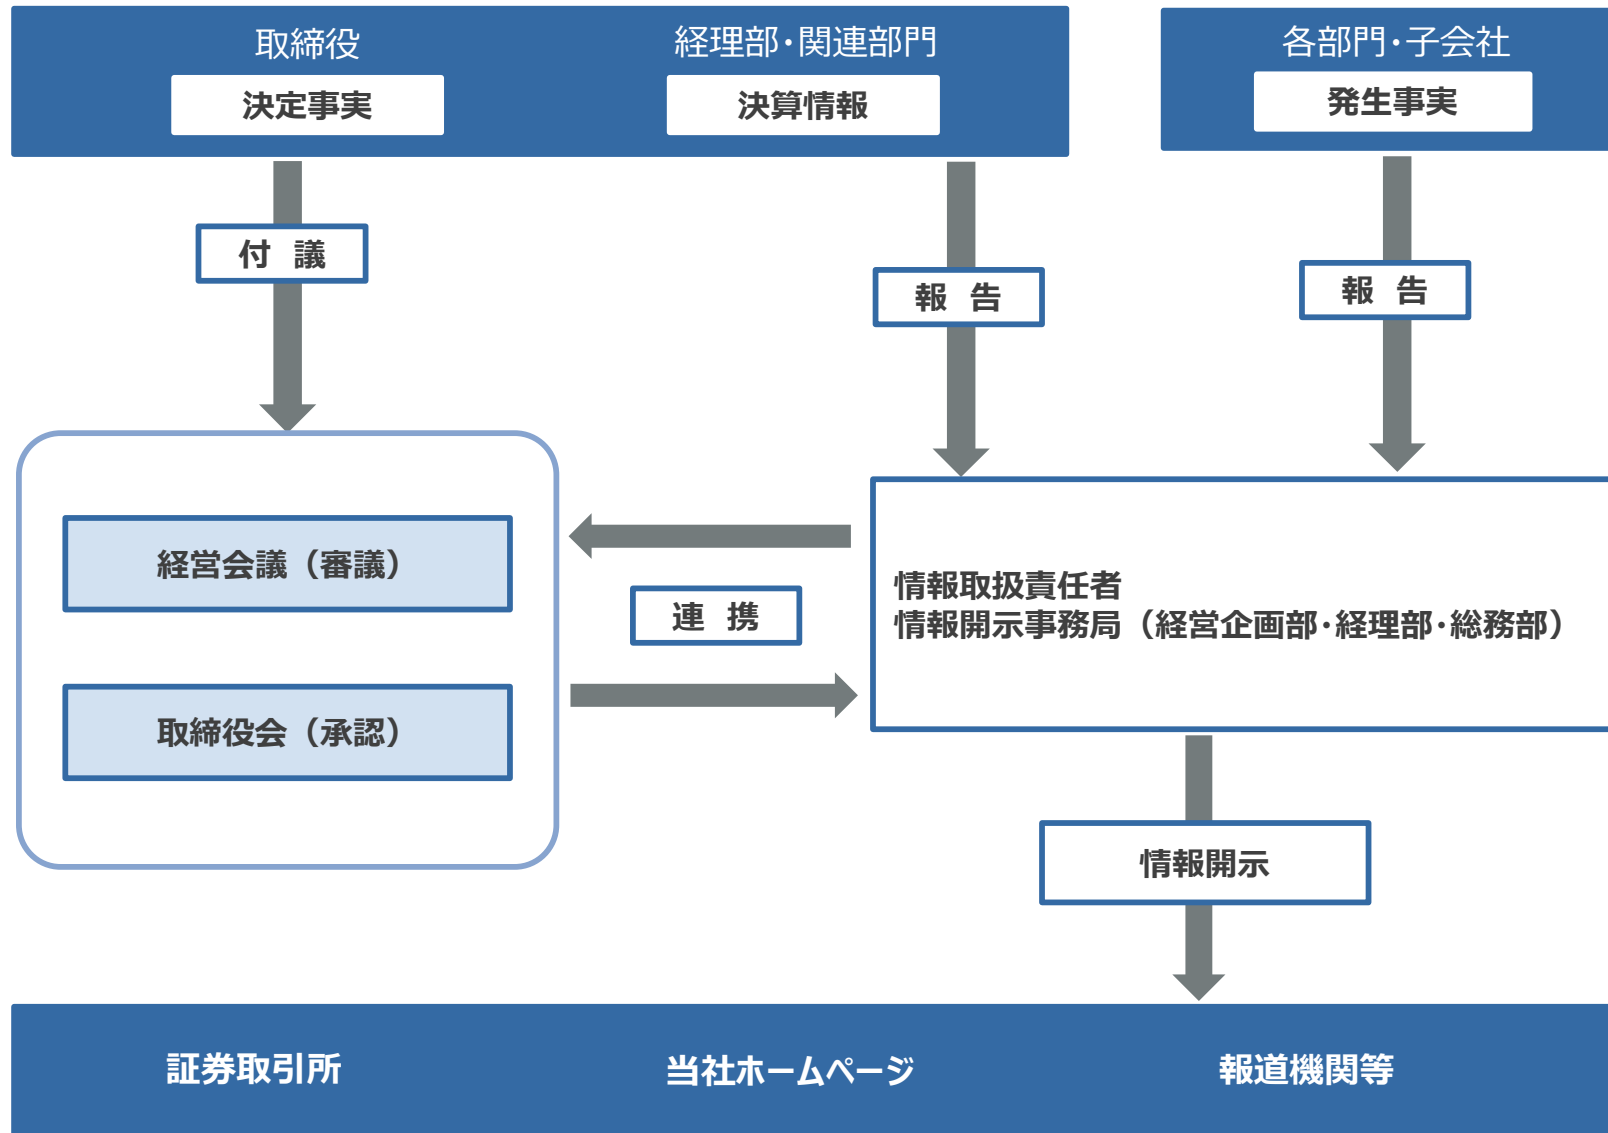 取締役
経理部・関連部門
各部門・子会社
決定事実
決算情報
発生事実
付 議
報 告
報 告
経営会議（審議）
取締役会（承認）
連 携
情報取扱責任者
情報開示事務局（経営企画部・経理部・総務部）
情報開示
証券取引所
当社ホームページ
報道機関等